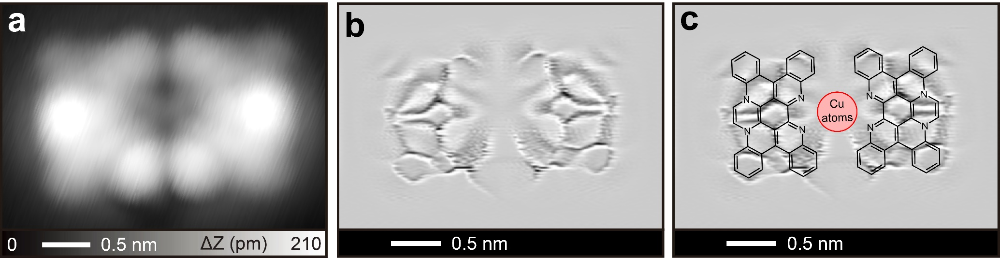 a
0 0.5 nm ΔZ (pm) 210
b
0.5 nm
c
N N N N
Cu
atoms
N N N N
0.5 nm